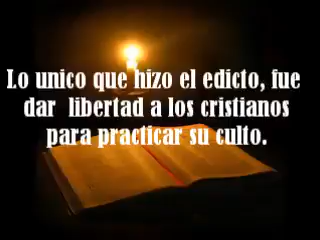 Lo unico que hizo el edicto, fue
dar libertad a los cristianos
para practicar su culto.